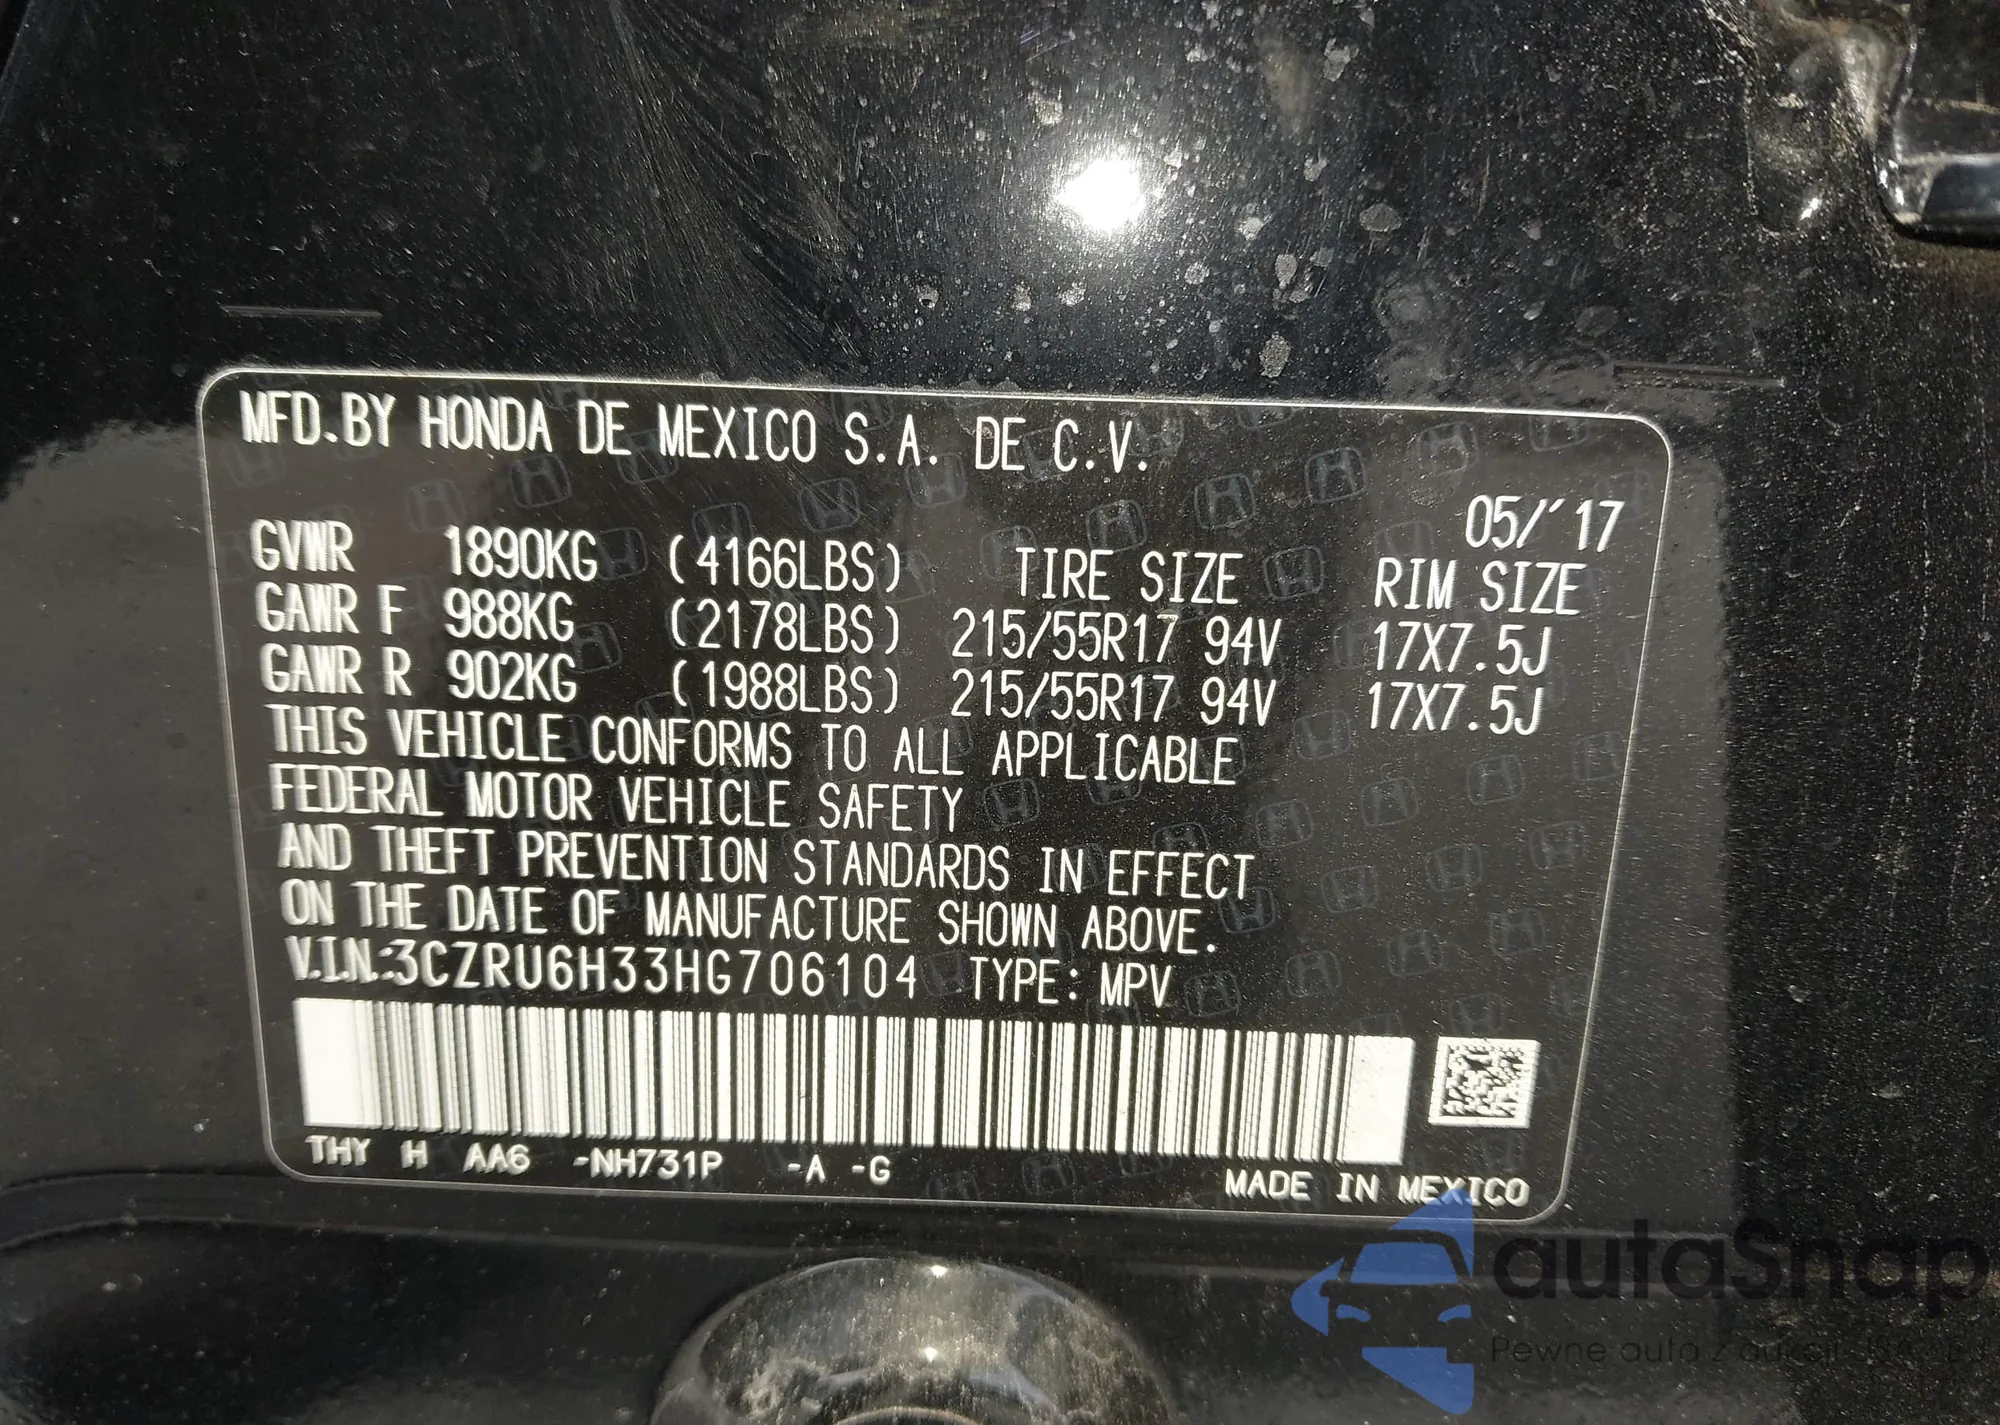 MFD.BY HONDA DE MEXICO S.A. DE C.V.
05/'17
GVWR 1890KG (4166LBS) TIRE SIZE RIM SIZE
GAWR F 988KG (2178LBS) 215/55R17 94V 17X7.5J
GAWR R 902KG (1988LBS) 215/55R17 94V 17X7.5J
THIS VEHICLE CONFORMS TO ALL APPLICABLE
FEDERAL MOTOR VEHICLE SAFETY
AND THEFT PREVENTION STANDARDS IN EFFECT
ON THE DATE OF MANUFACTURE SHOWN ABOVE.
V.I.N.:3CZRU6H33HG706104 TYPE: MPV
THY H AA6 -NH731P -A -G
MADE IN MEXICO
autaSnap
Pewne auta z aukcji